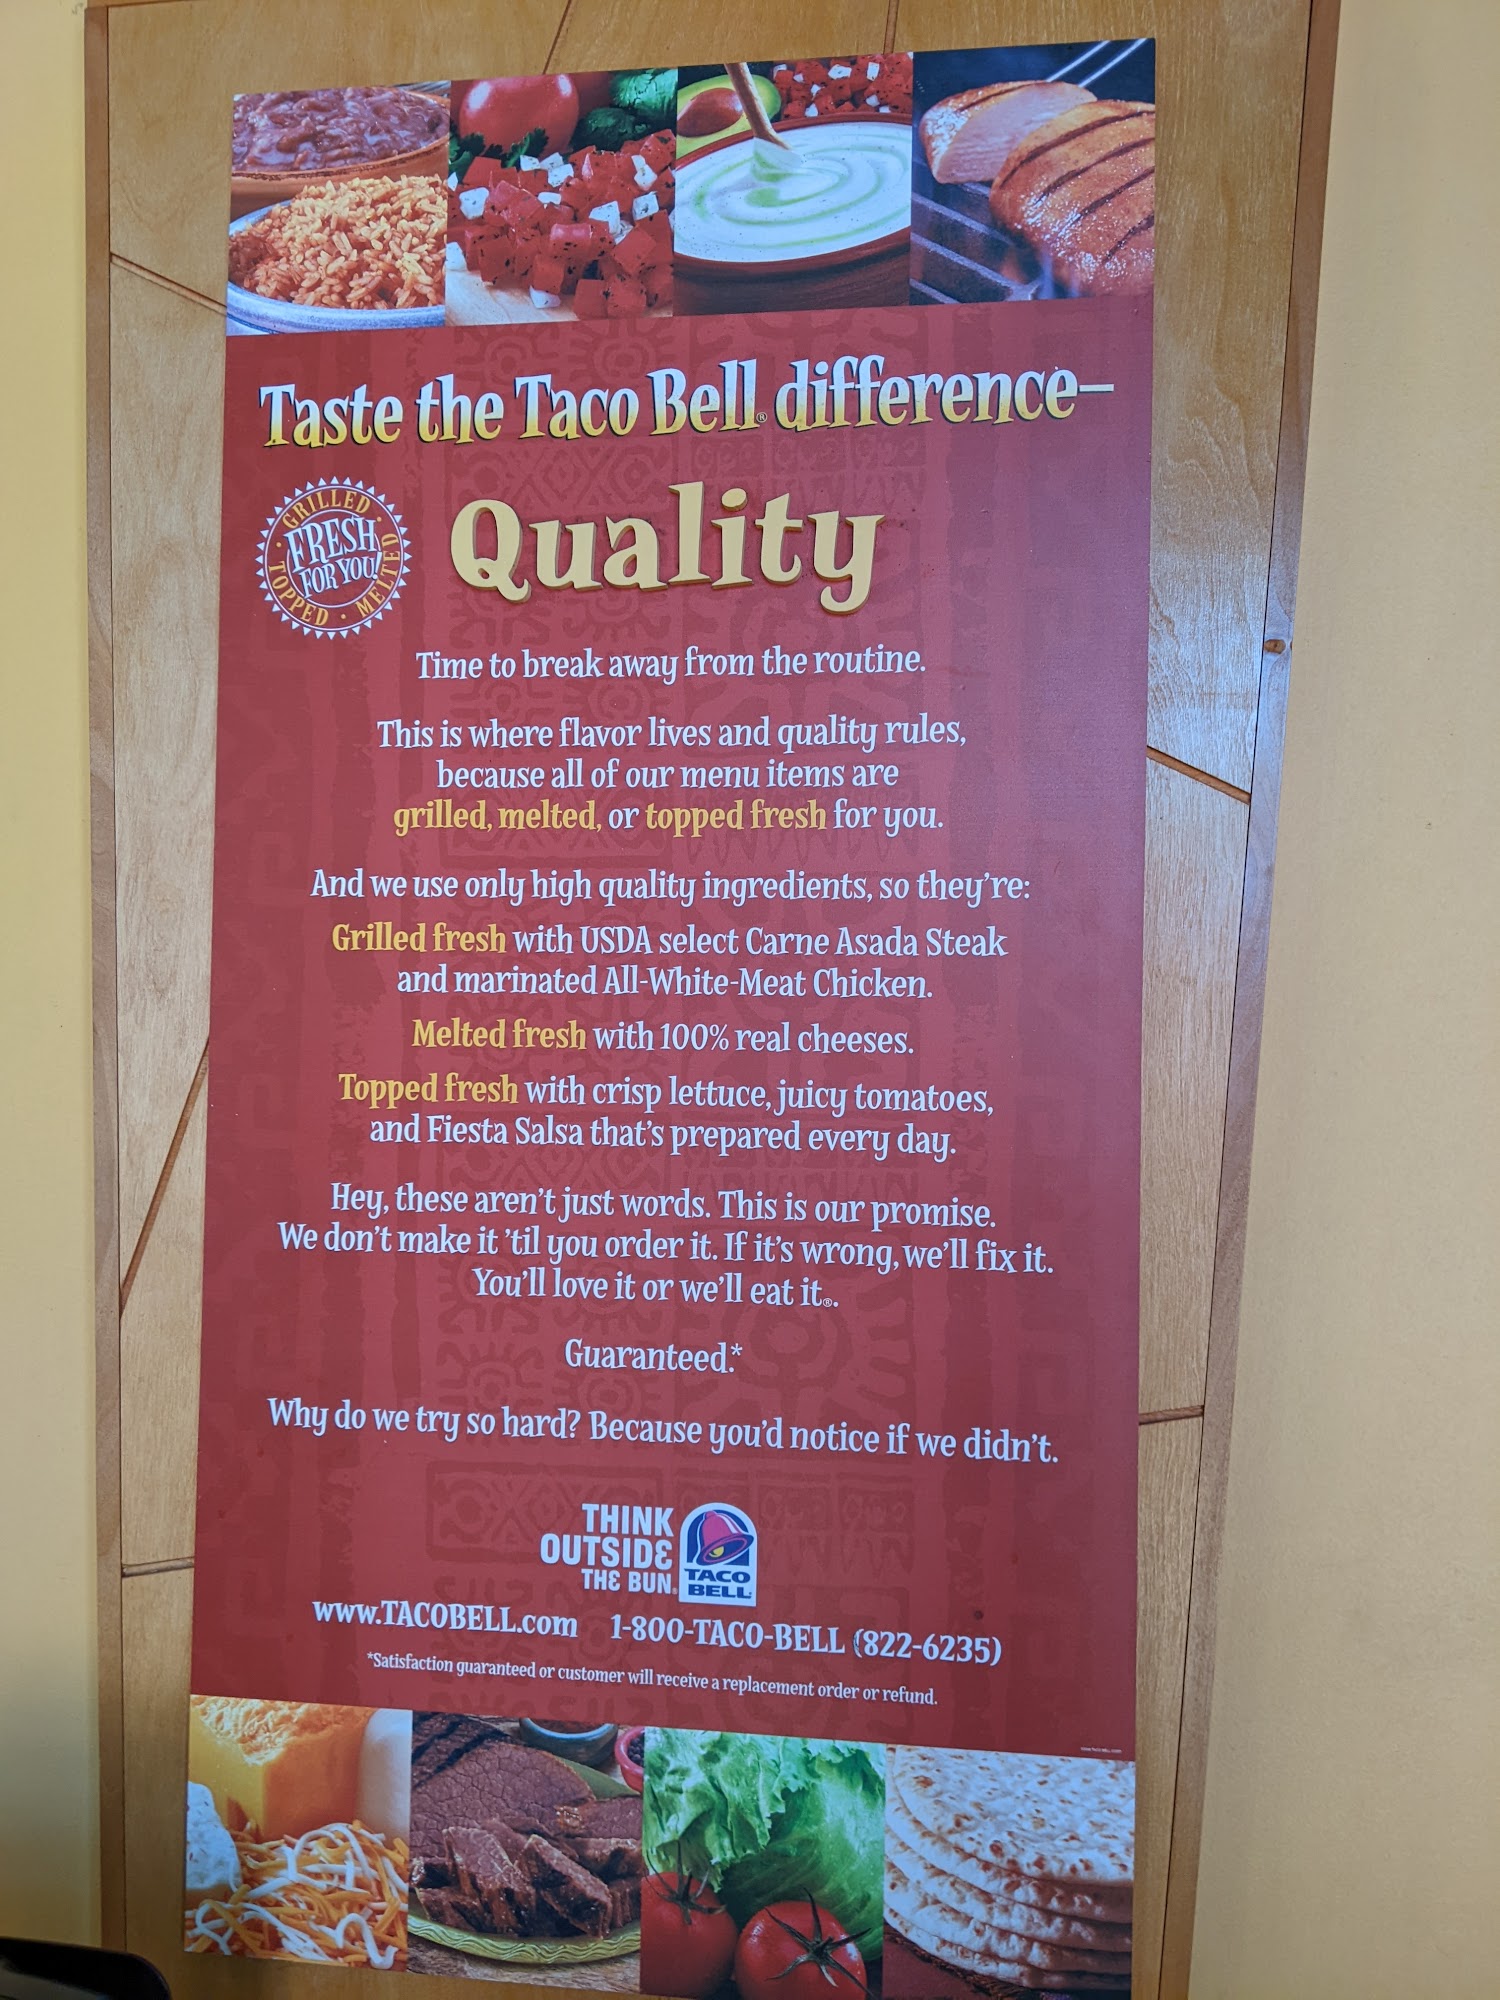 Taste the Taco Bell® difference–
GRILLED · MELTED · TOPPED ·
FRESH
FOR YOU!
Quality
Time to break away from the routine.
This is where flavor lives and quality rules,
because all of our menu items are
grilled, melted, or topped fresh for you.
And we use only high quality ingredients, so they're:
Grilled fresh with USDA select Carne Asada Steak
and marinated All-White-Meat Chicken.
Melted fresh with 100% real cheeses.
Topped fresh with crisp lettuce, juicy tomatoes,
and Fiesta Salsa that's prepared every day.
Hey, these aren't just words. This is our promise.
We don't make it 'til you order it. If it's wrong, we'll fix it.
You'll love it or we'll eat it®.
Guaranteed.*
Why do we try so hard? Because you'd notice if we didn't.
THINK
OUTSIDE
THE BUN®
TACO
BELL®
www.TACOBELL.com 1-800-TACO-BELL (822-6235)
*Satisfaction guaranteed or customer will receive a replacement order or refund.